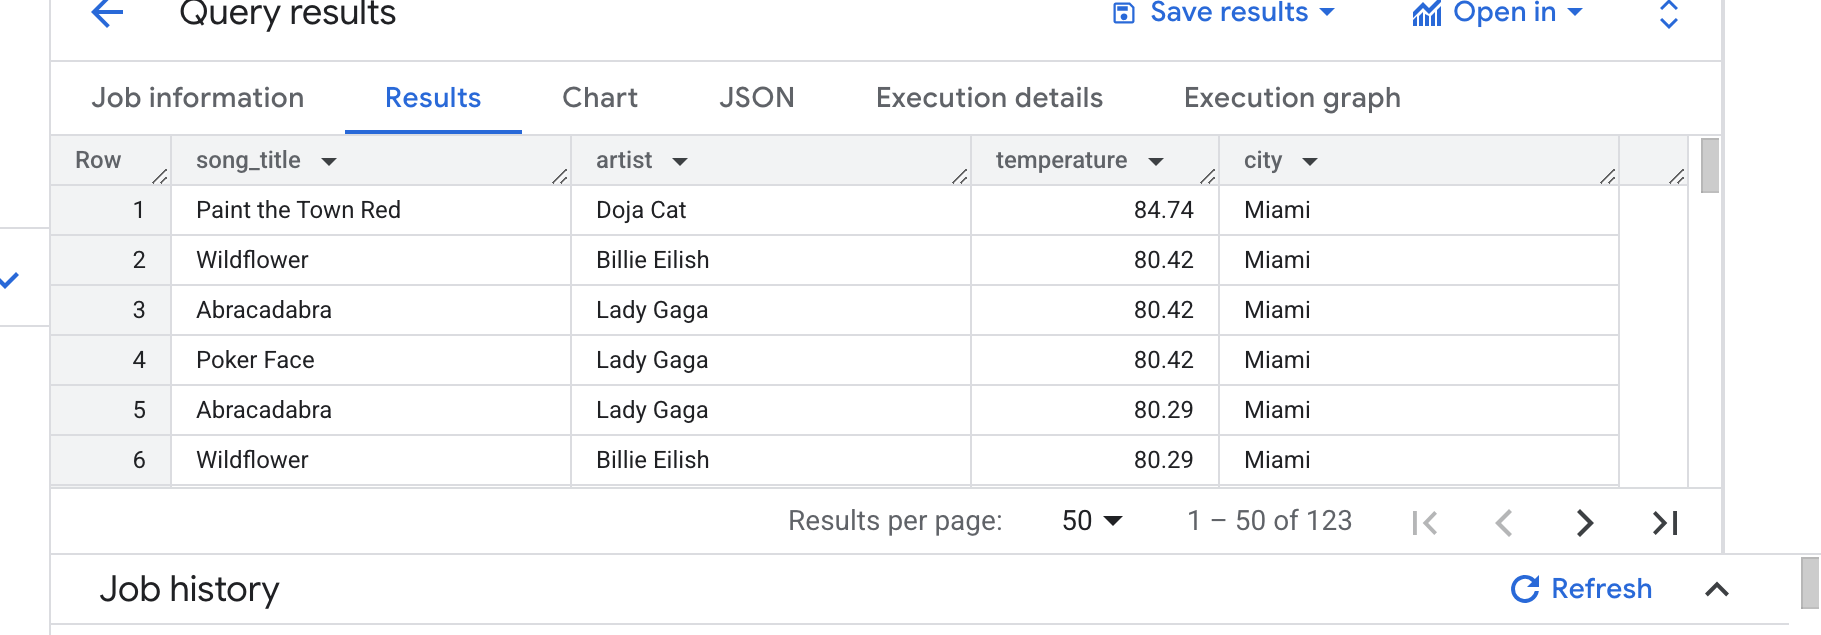 Query results Save results Open in
Job information Results Chart JSON Execution details Execution graph
Row song_title artist temperature city
1 Paint the Town Red Doja Cat 84.74 Miami
2 Wildflower Billie Eilish 80.42 Miami
3 Abracadabra Lady Gaga 80.42 Miami
4 Poker Face Lady Gaga 80.42 Miami
5 Abracadabra Lady Gaga 80.29 Miami
6 Wildflower Billie Eilish 80.29 Miami
Results per page: 50 1 – 50 of 123
Job history Refresh